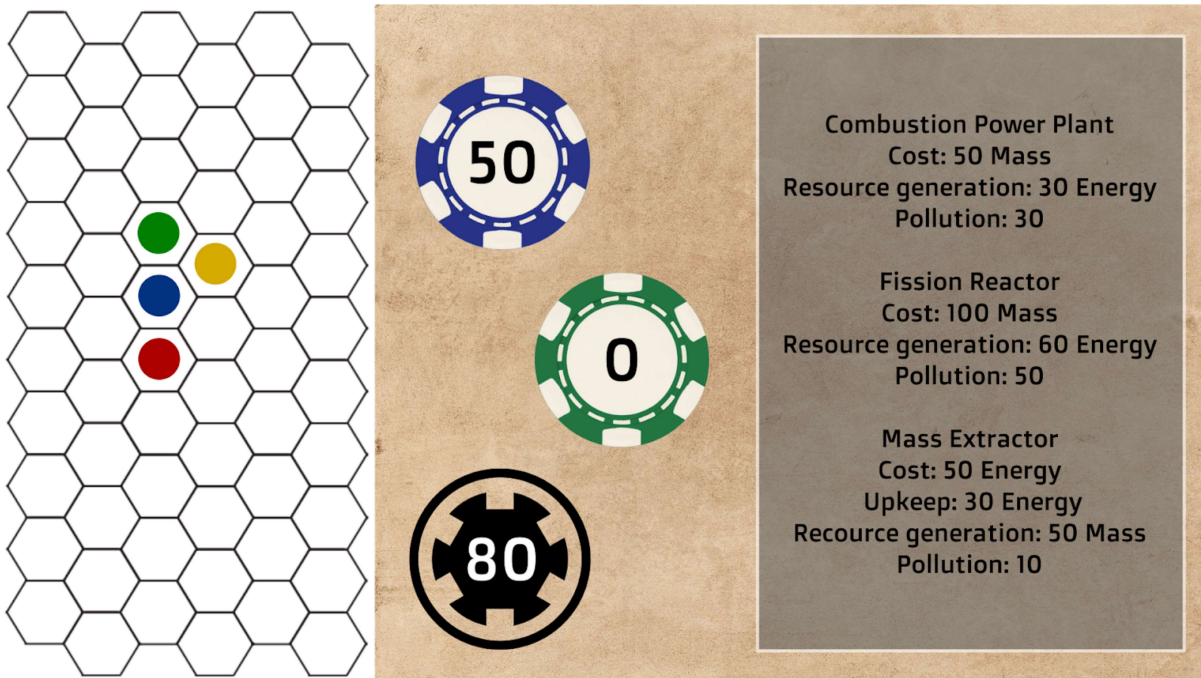 50
0
80
Combustion Power Plant
Cost: 50 Mass
Resource generation: 30 Energy
Pollution: 30
Fission Reactor
Cost: 100 Mass
Resource generation: 60 Energy
Pollution: 50
Mass Extractor
Cost: 50 Energy
Upkeep: 30 Energy
Recource generation: 50 Mass
Pollution: 10